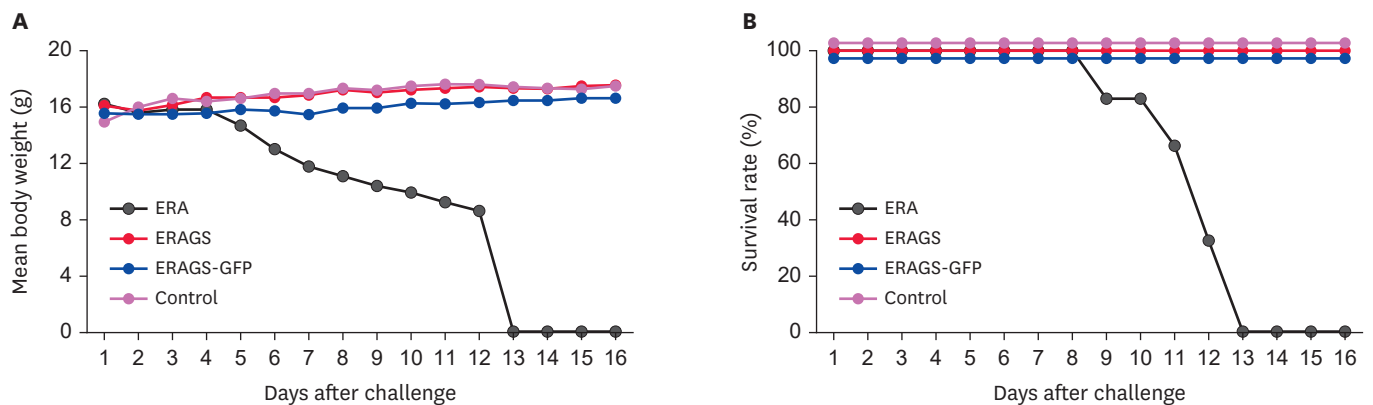 A
Mean body weight (g)
20
16
12
8
4
0
ERA
ERAGS
ERAGS-GFP
Control
1 2 3 4 5 6 7 8 9 10 11 12 13 14 15 16
Days after challenge
B
Survival rate (%)
100
80
60
40
20
0
ERA
ERAGS
ERAGS-GFP
Control
1 2 3 4 5 6 7 8 9 10 11 12 13 14 15 16
Days after challenge